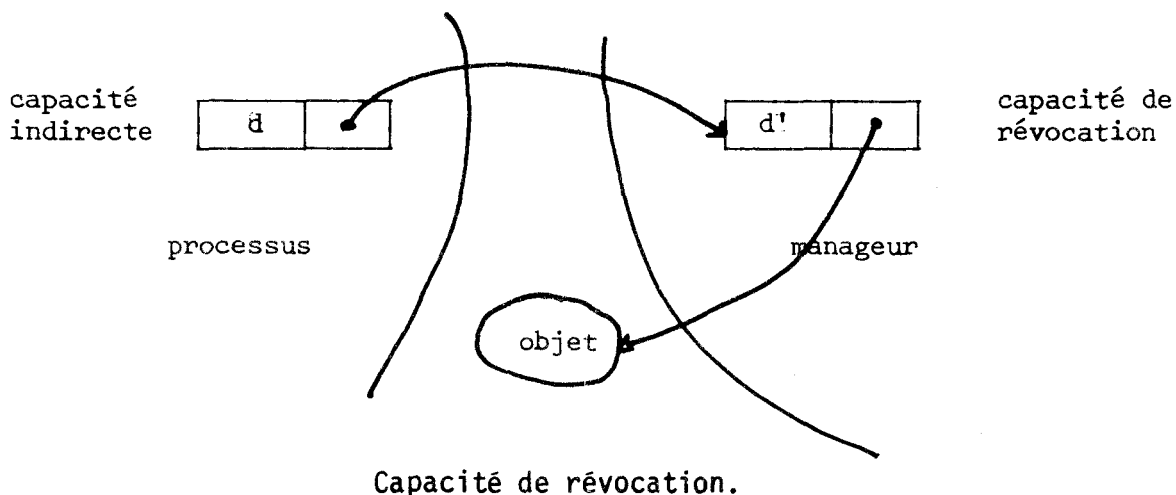 capacité
indirecte
d
d'
capacité de
révocation
processus
manageur
objet
Capacité de révocation.